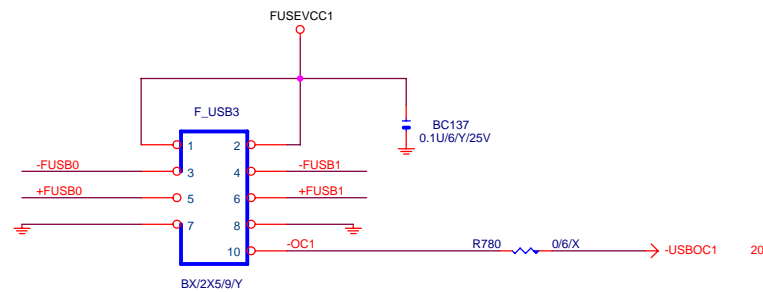 FUSEVCC1
F_USB3
BC137
0.1U/6/Y/25V
1 2
-FUSB0 3 4 -FUSB1
+FUSB0 5 6 +FUSB1
7 8
10 -OC1 R780 0/6/X -USBOC1 20
BX/2X5/9/Y